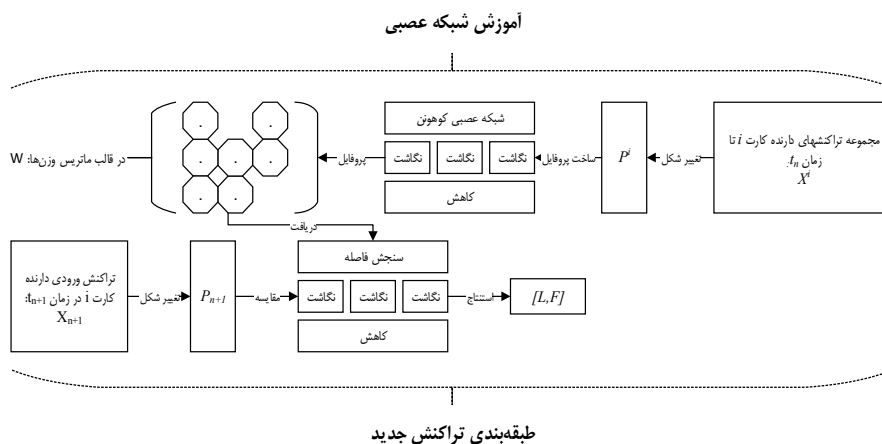 آموزش شبکه عصبی
مجموعه تراکنشهای دارنده کارت i تا
زمان tn:
Xi
تغییر شکل
Pi
ساخت پروفایل
شبکه عصبی کوهونن
نگاشت
نگاشت
نگاشت
کاهش
پروفایل
در قالب ماتریس وزن‌ها: W
دریافت
تراکنش ورودی دارنده
کارت i در زمان tn+1:
Xn+1
تغییر شکل
Pn+1
مقایسه
سنجش فاصله
نگاشت
نگاشت
نگاشت
کاهش
استنتاج
[L,F]
طبقه‌بندی تراکنش جدید